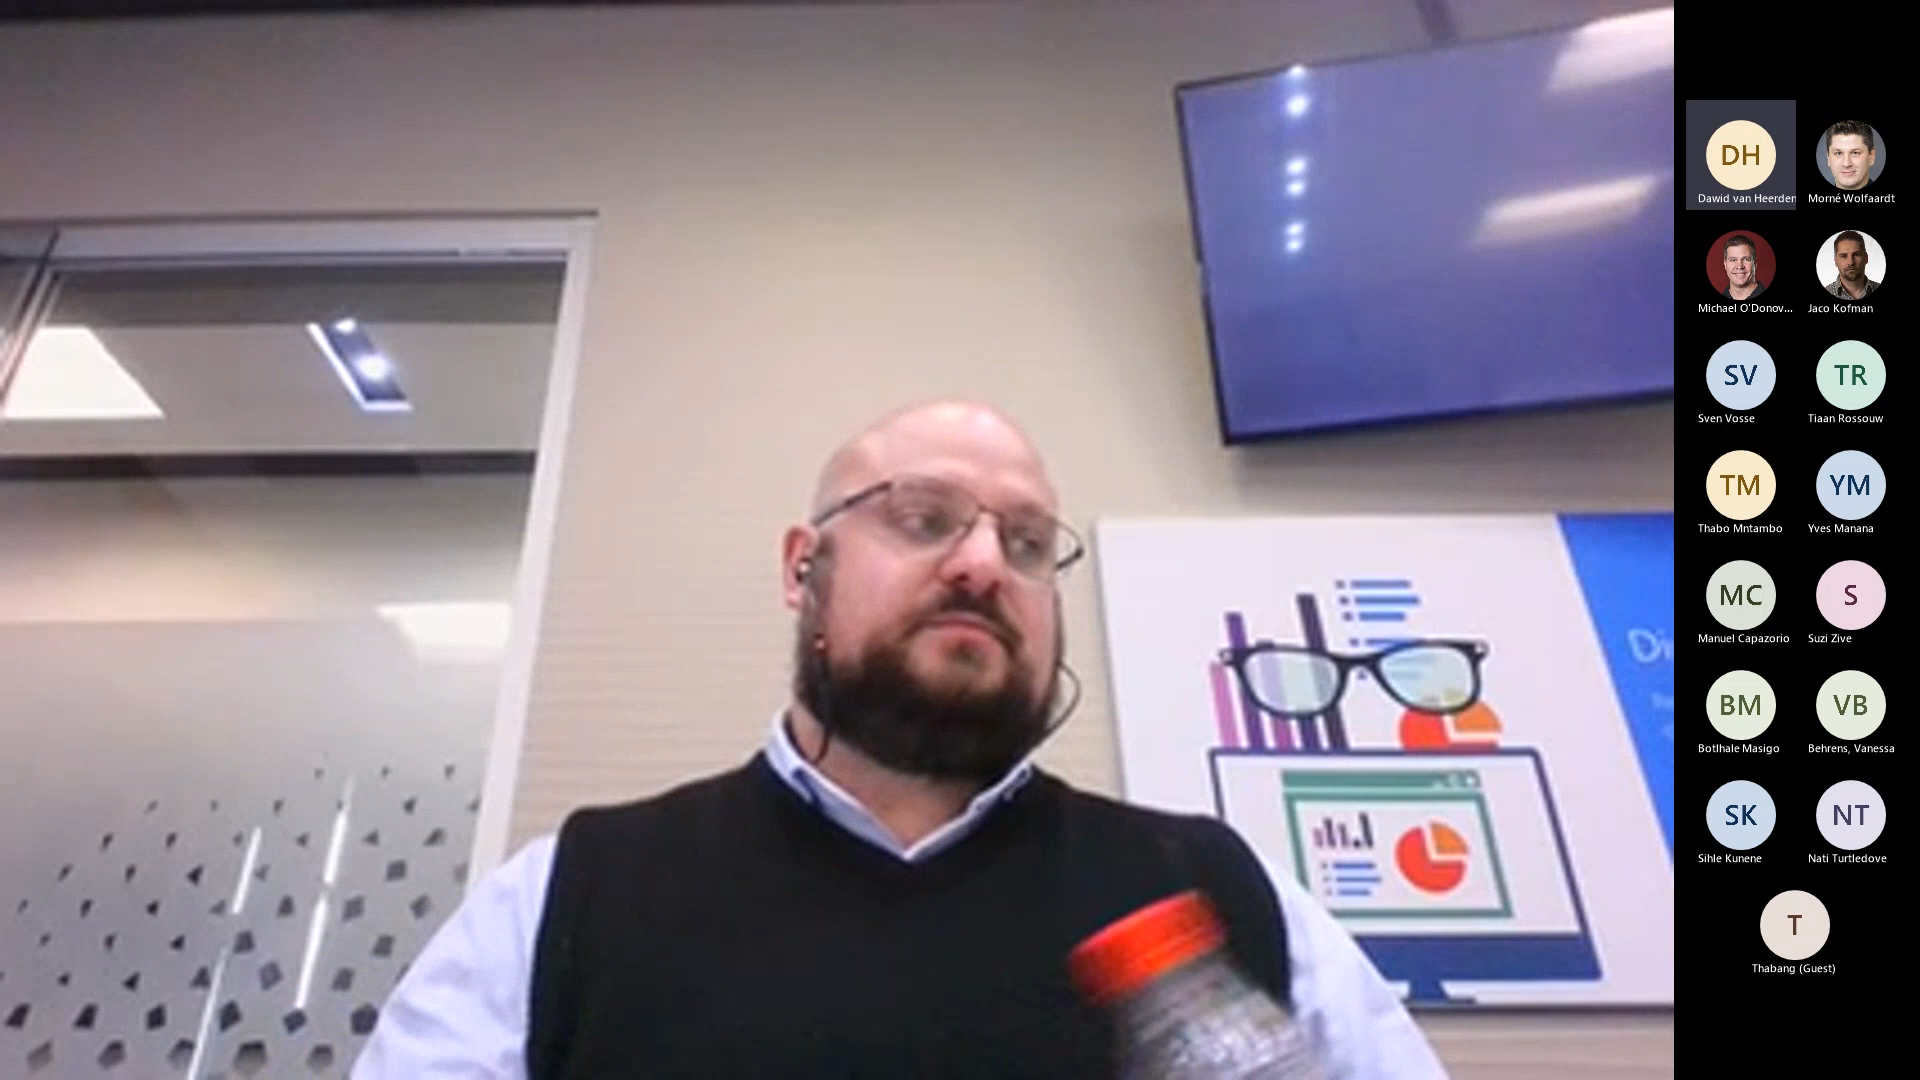 DH
Dawid van Heerden
Morné Wolfaardt
Michael O'Donov...
Jaco Kofman
SV
Sven Vosse
TR
Tiaan Rossouw
TM
Thabo Mntambo
YM
Yves Manana
MC
Manuel Capazorio
S
Suzi Zive
BM
Botlhale Masigo
VB
Behrens, Vanessa
SK
Sihle Kunene
NT
Nati Turtledove
T
Thabang (Guest)
Di